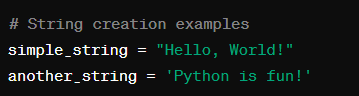 # String creation examples
simple_string = "Hello, World!"
another_string = 'Python is fun!'